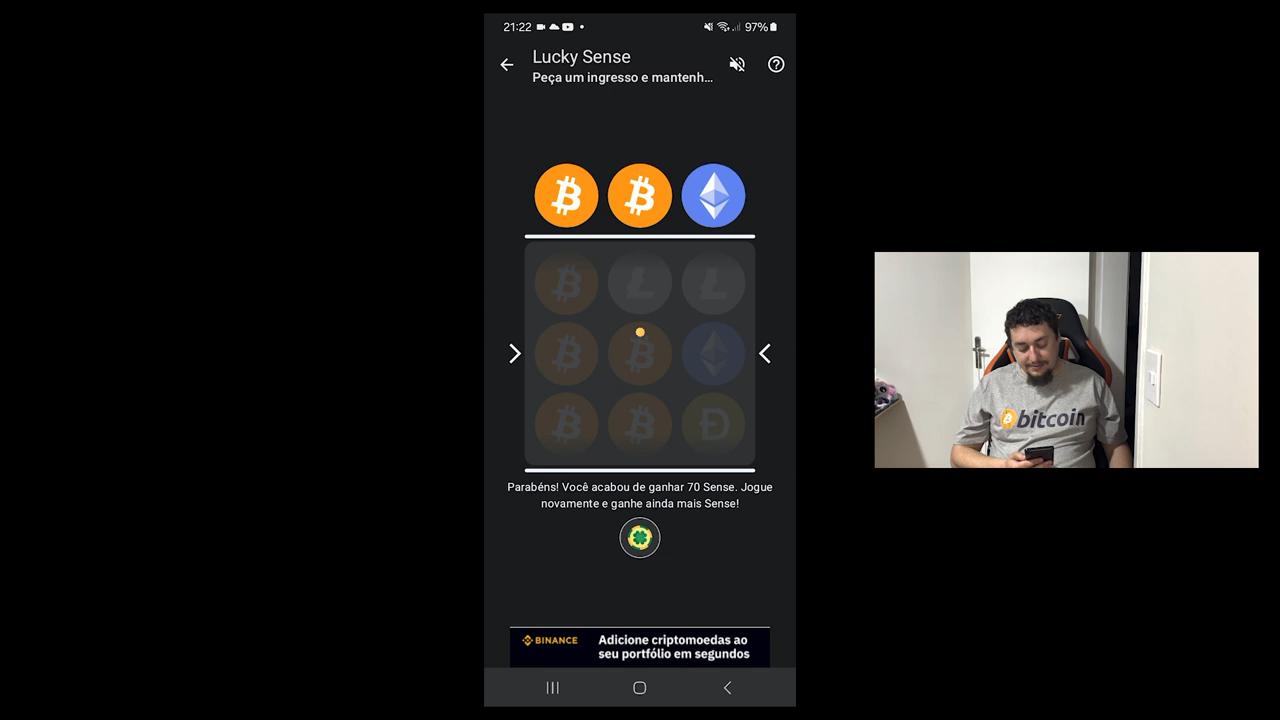 21:22
97%
Lucky Sense
Peça um ingresso e mantenh...
Parabéns! Você acabou de ganhar 70 Sense. Jogue
novamente e ganhe ainda mais Sense!
BINANCE
Adicione criptomoedas ao
seu portfólio em segundos
bitcoin